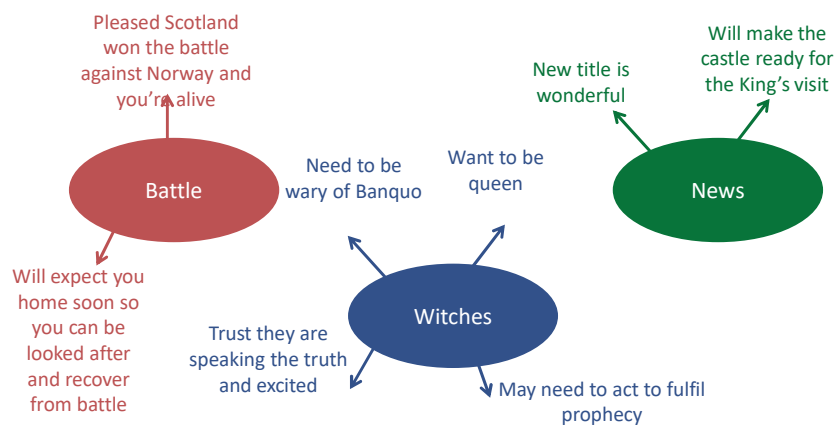 Pleased Scotland
won the battle
against Norway and
you're alive
Battle
Will expect you
home soon so
you can be
looked after
and recover
from battle
Need to be
wary of Banquo
Want to be
queen
Witches
Trust they are
speaking the truth
and excited
May need to act to fulfil
prophecy
New title is
wonderful
Will make the
castle ready for
the King's visit
News